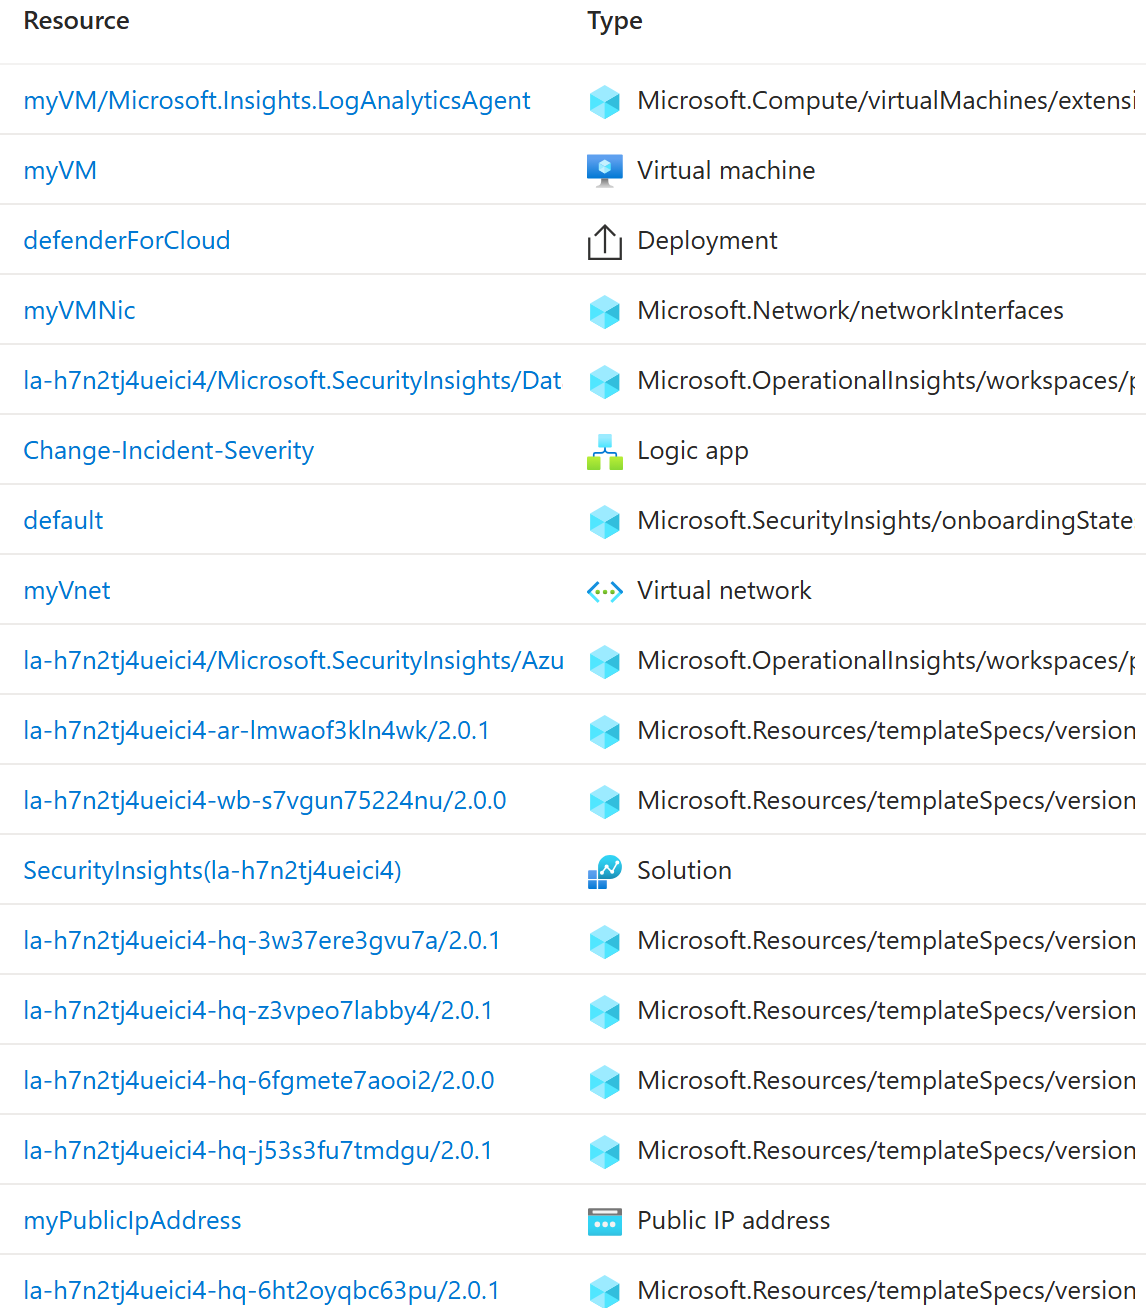 Resource Type
myVM/Microsoft.Insights.LogAnalyticsAgent Microsoft.Compute/virtualMachines/extensi
myVM Virtual machine
defenderForCloud Deployment
myVMNic Microsoft.Network/networkInterfaces
la-h7n2tj4ueici4/Microsoft.SecurityInsights/Dat Microsoft.OperationalInsights/workspaces/p
Change-Incident-Severity Logic app
default Microsoft.SecurityInsights/onboardingState
myVnet Virtual network
la-h7n2tj4ueici4/Microsoft.SecurityInsights/Azu Microsoft.OperationalInsights/workspaces/p
la-h7n2tj4ueici4-ar-lmwaof3kln4wk/2.0.1 Microsoft.Resources/templateSpecs/version
la-h7n2tj4ueici4-wb-s7vgun75224nu/2.0.0 Microsoft.Resources/templateSpecs/version
SecurityInsights(la-h7n2tj4ueici4) Solution
la-h7n2tj4ueici4-hq-3w37ere3gvu7a/2.0.1 Microsoft.Resources/templateSpecs/version
la-h7n2tj4ueici4-hq-z3vpeo7labby4/2.0.1 Microsoft.Resources/templateSpecs/version
la-h7n2tj4ueici4-hq-6fgmete7aooi2/2.0.0 Microsoft.Resources/templateSpecs/version
la-h7n2tj4ueici4-hq-j53s3fu7tmdgu/2.0.1 Microsoft.Resources/templateSpecs/version
myPublicIpAddress Public IP address
la-h7n2tj4ueici4-hq-6ht2oyqbc63pu/2.0.1 Microsoft.Resources/templateSpecs/version